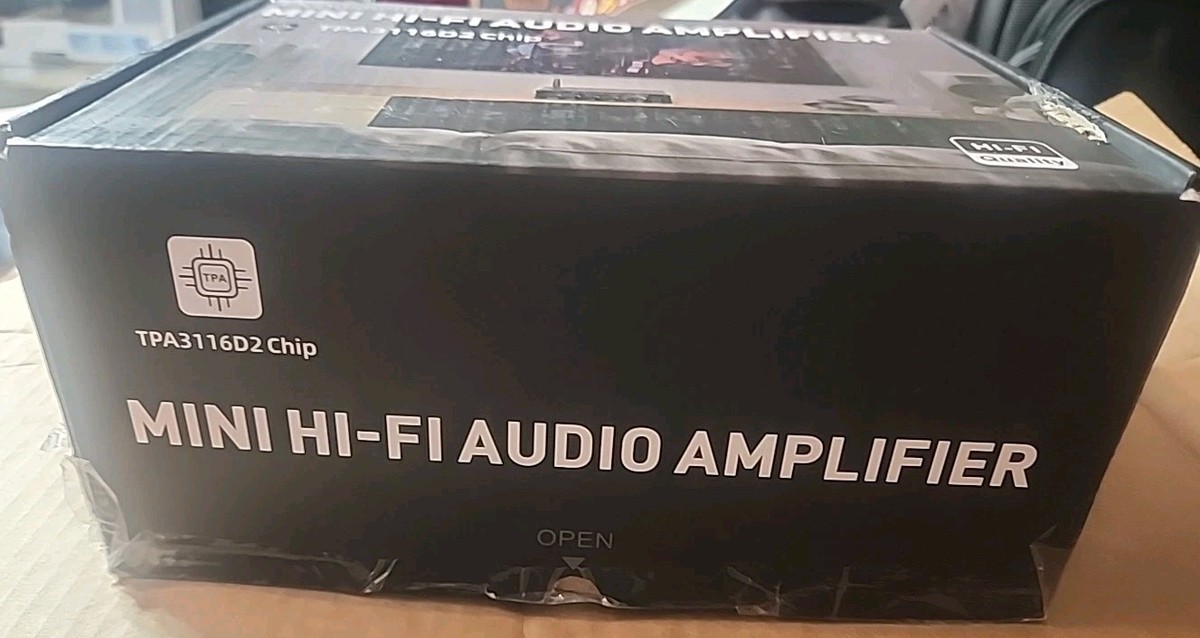 MINI HI-FI AUDIO AMPLIFIER
TPA3116D2 Chip
HI-FI
Quality
TPA
TPA3116D2 Chip
MINI HI-FI AUDIO AMPLIFIER
OPEN